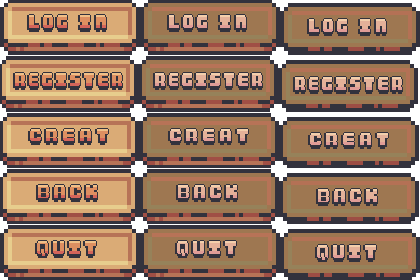 LOG IN LOG IN LOG IN
REGISTER REGISTER REGISTER
CREAT CREAT CREAT
BACK BACK BACK
QUIT QUIT QUIT